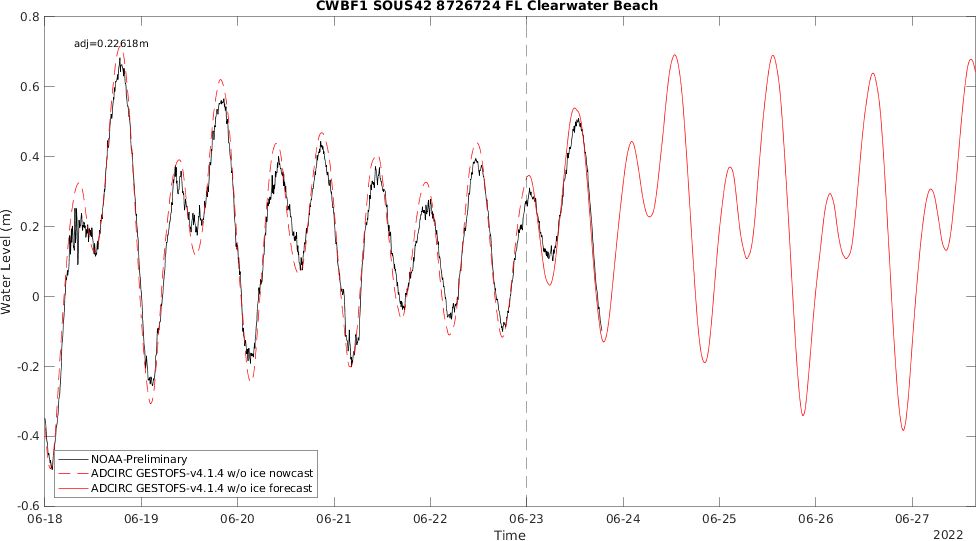 CWBF1 SOUS42 8726724 FL Clearwater Beach
adj=0.22618m
0.8
0.6
0.4
0.2
0
-0.2
-0.4
-0.6
Water Level (m)
NOAA-Preliminary
ADCIRC GESTOFS-v4.1.4 w/o ice nowcast
ADCIRC GESTOFS-v4.1.4 w/o ice forecast
06-18 06-19 06-20 06-21 06-22 06-23 06-24 06-25 06-26 06-27
Time
2022